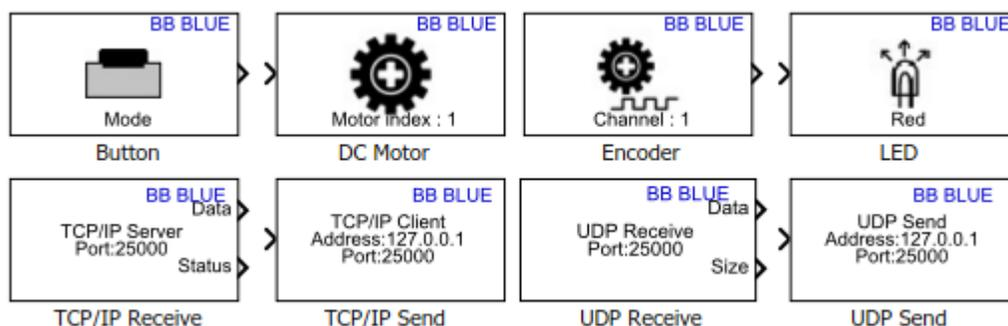 BB BLUE
Mode
Button
BB BLUE
Motor Index : 1
DC Motor
BB BLUE
Channel : 1
Encoder
BB BLUE
Red
LED
BB BLUE
Data
TCP/IP Server
Port:25000
Status
TCP/IP Receive
BB BLUE
TCP/IP Client
Address:127.0.0.1
Port:25000
TCP/IP Send
BB BLUE
Data
UDP Receive
Port:25000
Size
UDP Receive
BB BLUE
UDP Send
Address:127.0.0.1
Port:25000
UDP Send